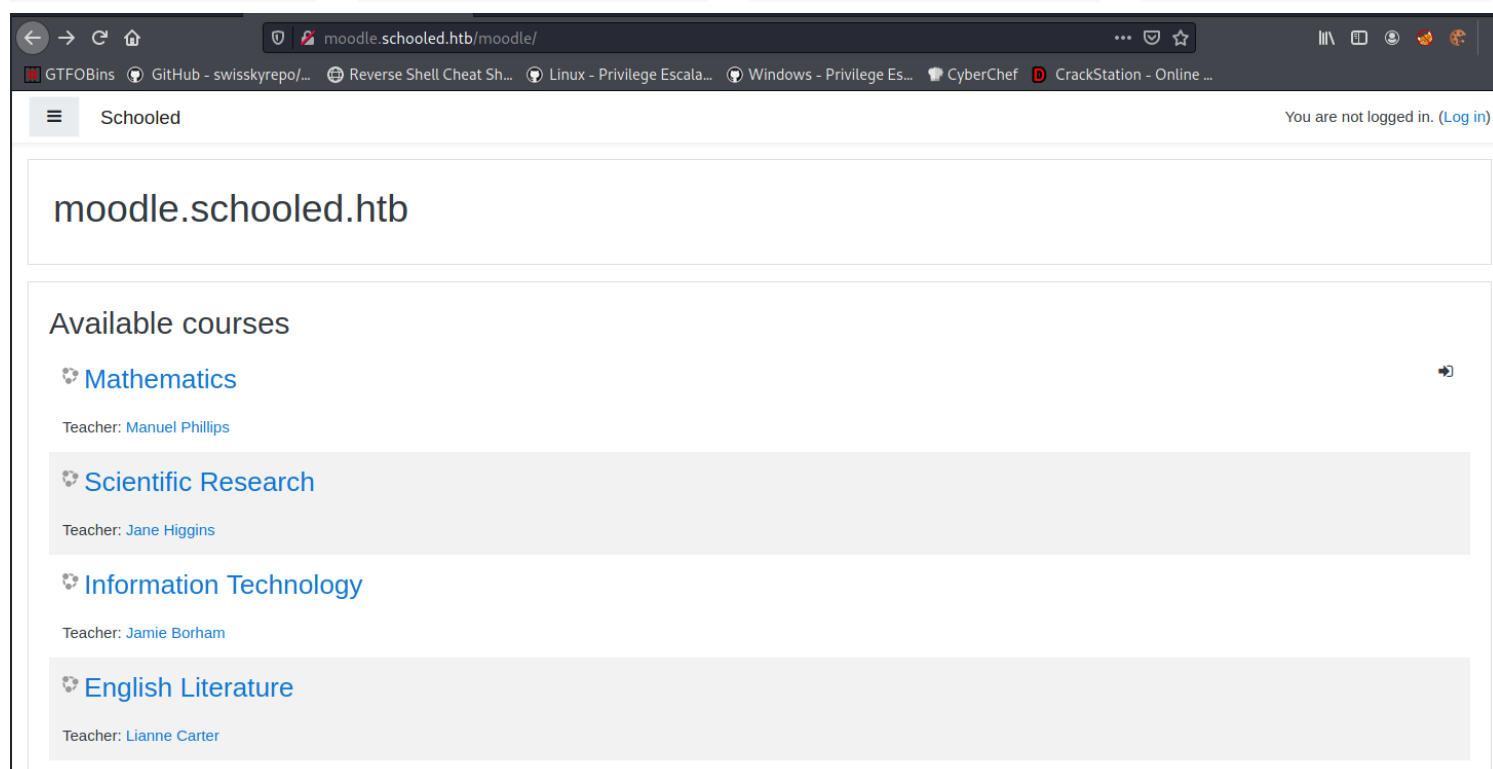 moodle.schooled.htb/moodle/
GTFOBins GitHub - swisskyrepo/... Reverse Shell Cheat Sh... Linux - Privilege Escala... Windows - Privilege Es... CyberChef CrackStation - Online ...
Schooled You are not logged in. (Log in)
moodle.schooled.htb
Available courses
Mathematics
Teacher: Manuel Phillips
Scientific Research
Teacher: Jane Higgins
Information Technology
Teacher: Jamie Borham
English Literature
Teacher: Lianne Carter